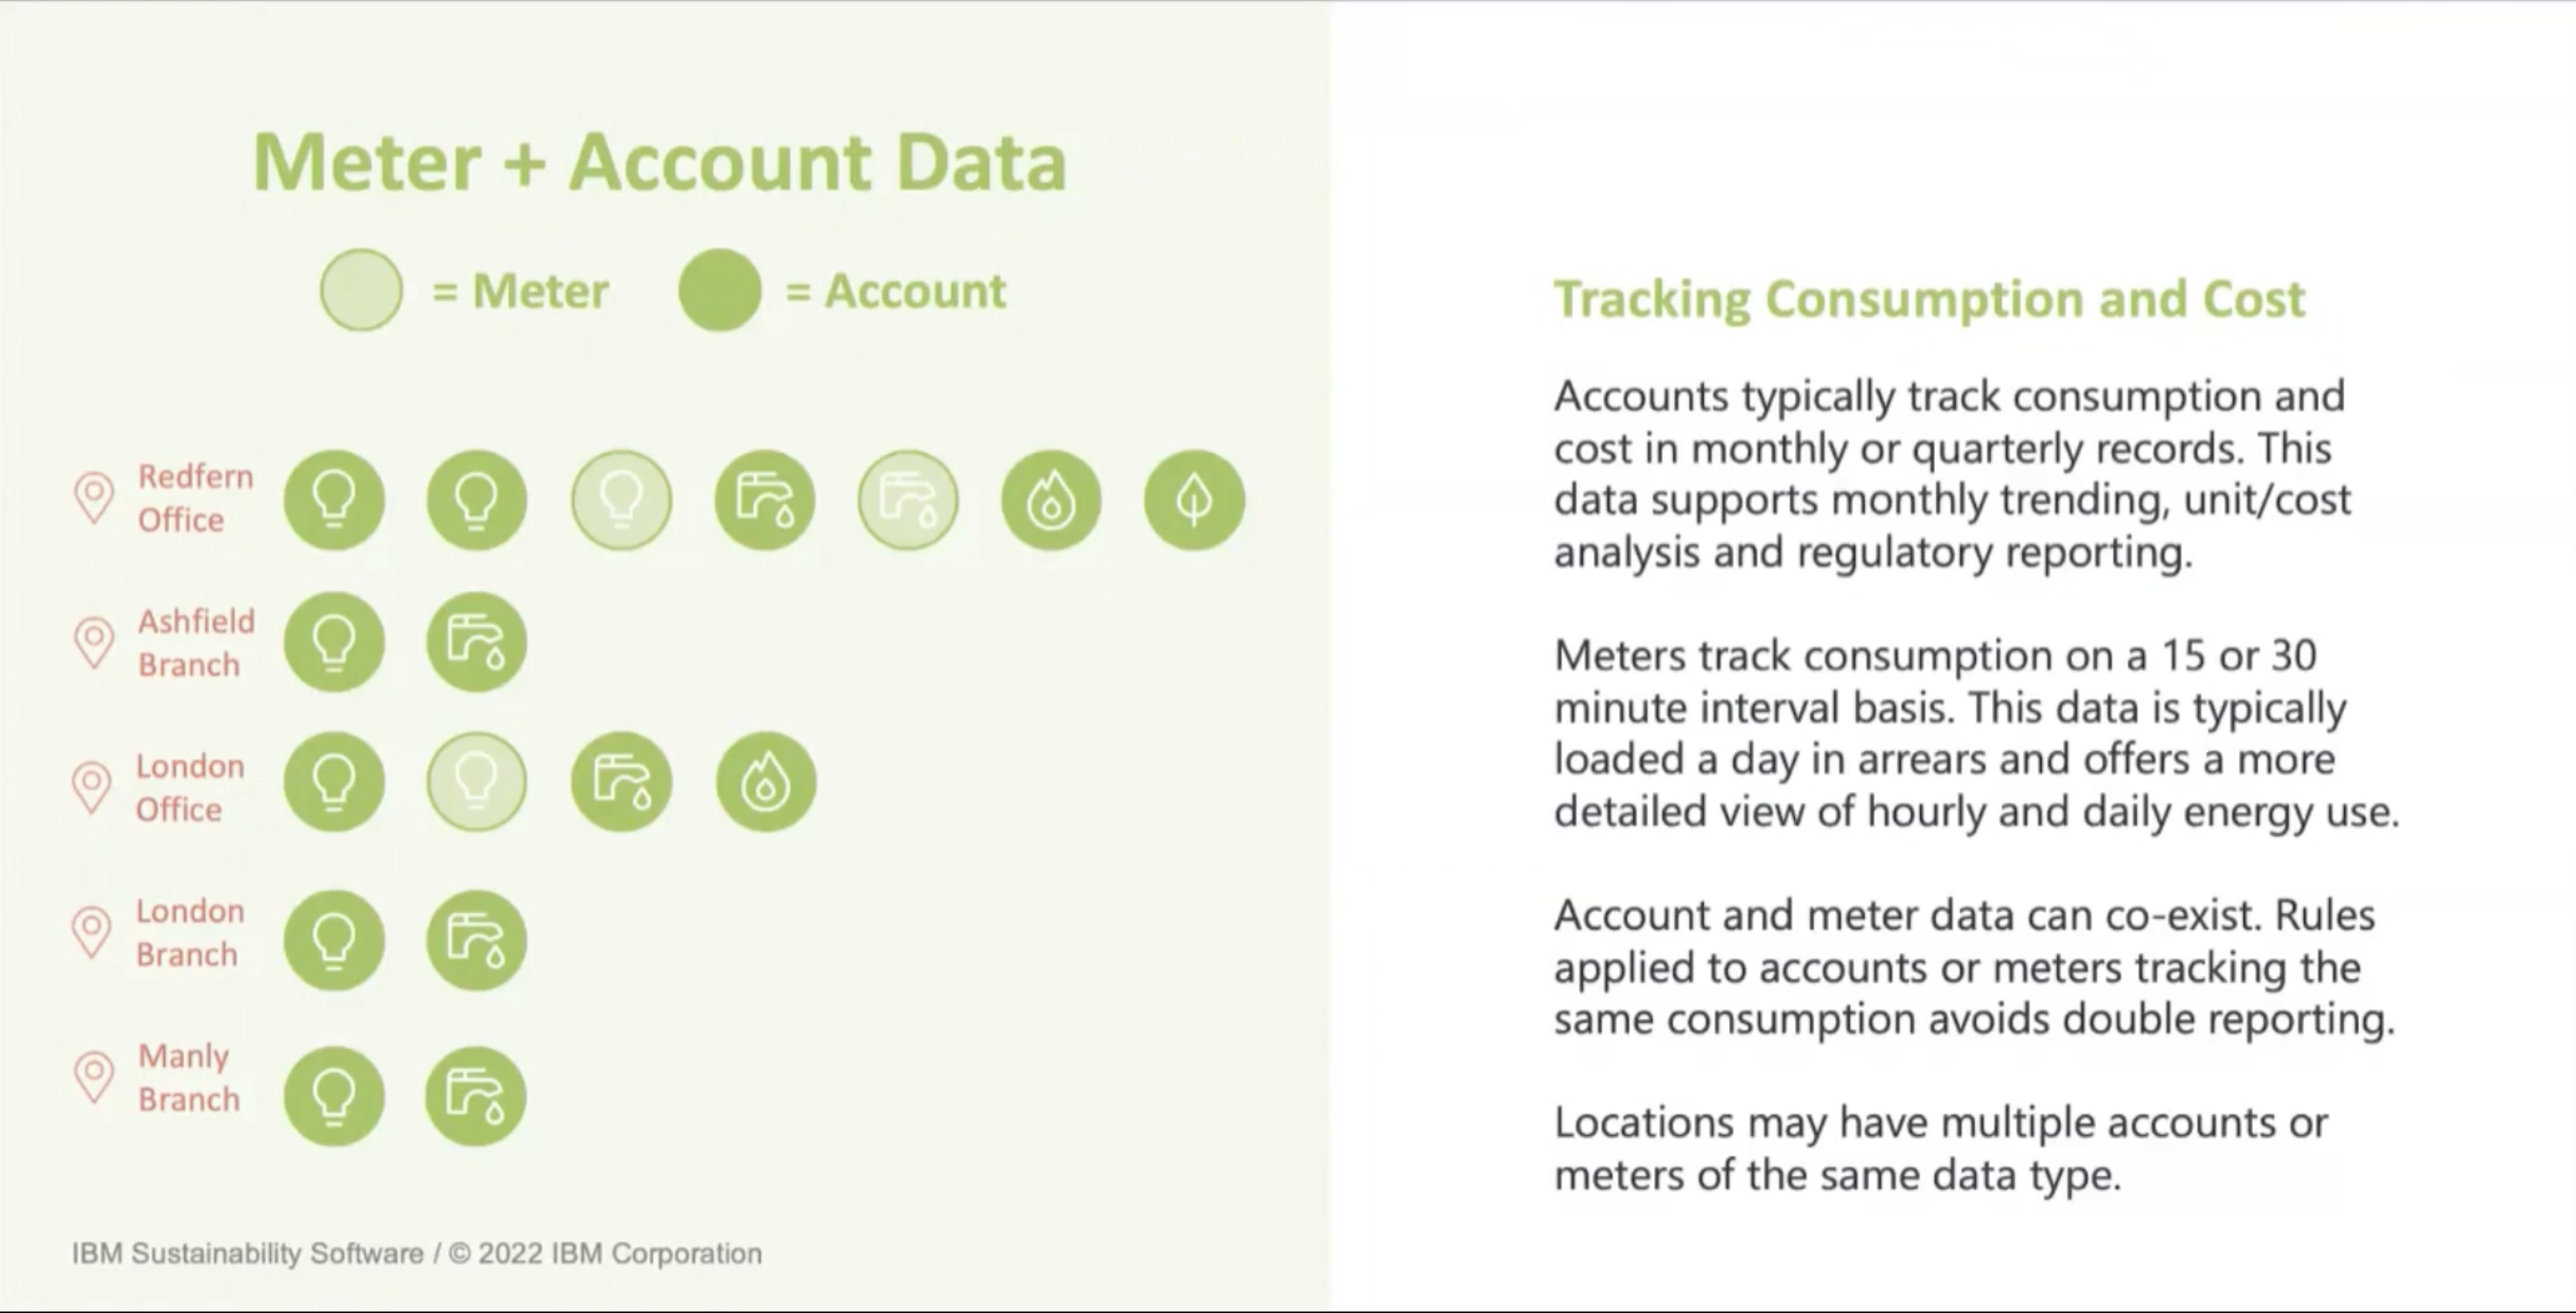 Meter + Account Data
= Meter
= Account
Redfern
Office
Ashfield
Branch
London
Office
London
Branch
Manly
Branch
IBM Sustainability Software / © 2022 IBM Corporation
Tracking Consumption and Cost
Accounts typically track consumption and
cost in monthly or quarterly records. This
data supports monthly trending, unit/cost
analysis and regulatory reporting.
Meters track consumption on a 15 or 30
minute interval basis. This data is typically
loaded a day in arrears and offers a more
detailed view of hourly and daily energy use.
Account and meter data can co-exist. Rules
applied to accounts or meters tracking the
same consumption avoids double reporting.
Locations may have multiple accounts or
meters of the same data type.